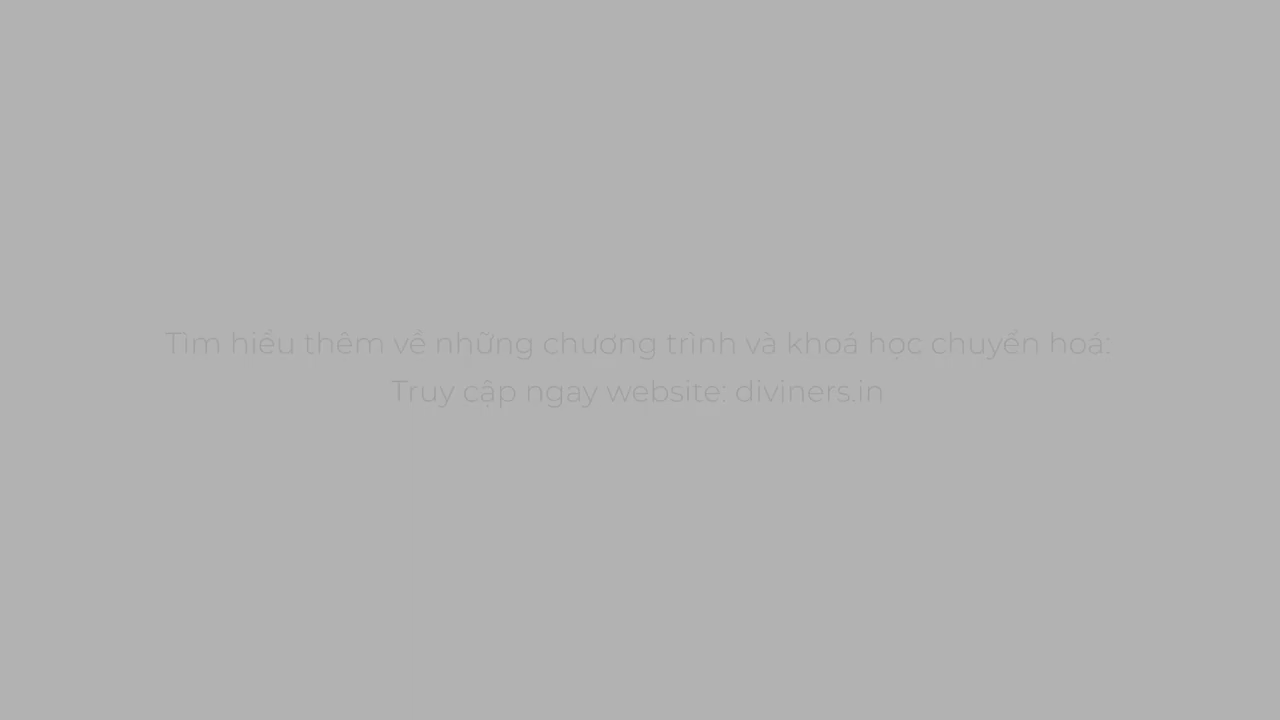 Tìm hiểu thêm về những chương trình và khoá học chuyển hoá:
Truy cập ngay website: diviners.in